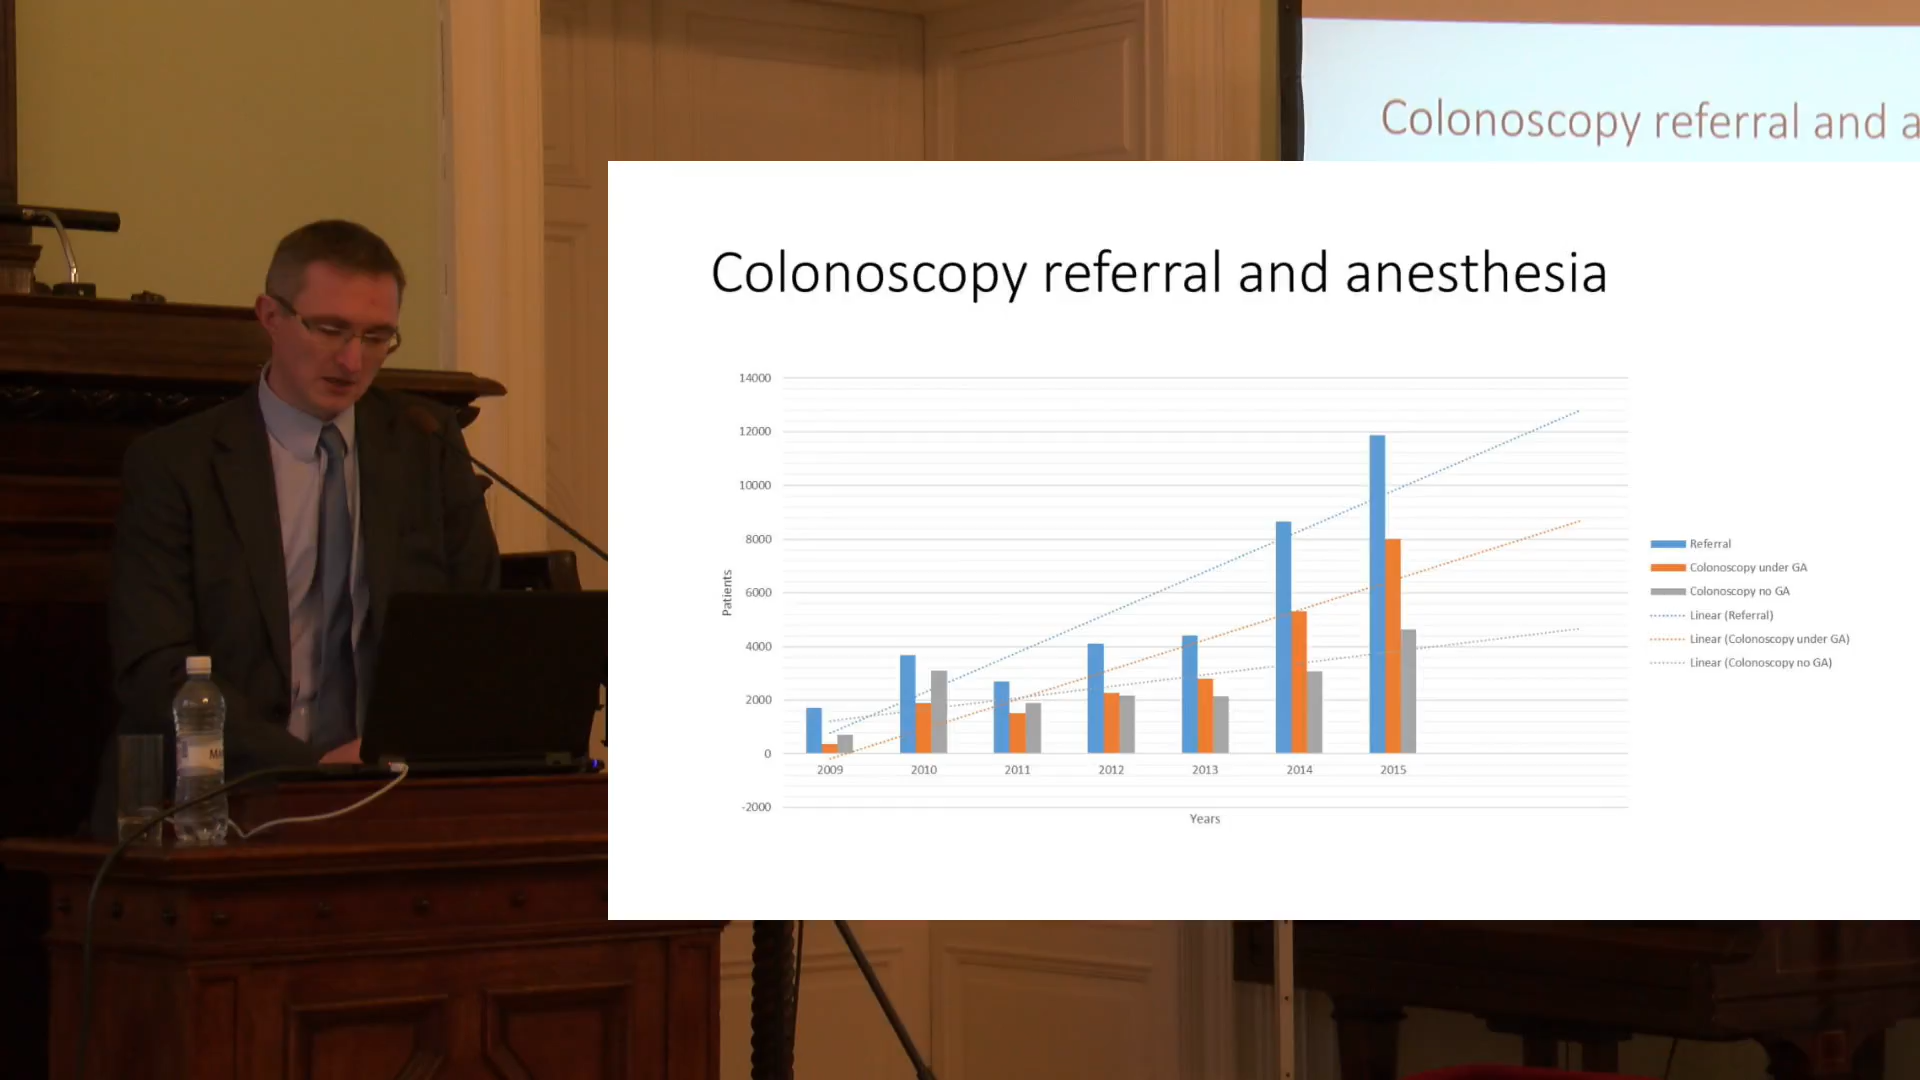 Colonoscopy referral and a
Colonoscopy referral and anesthesia
14000
12000
10000
8000
6000
4000
2000
0
-2000
Patients
2009 2010 2011 2012 2013 2014 2015
Years
Referral
Colonoscopy under GA
Colonoscopy no GA
Linear (Referral)
Linear (Colonoscopy under GA)
Linear (Colonoscopy no GA)